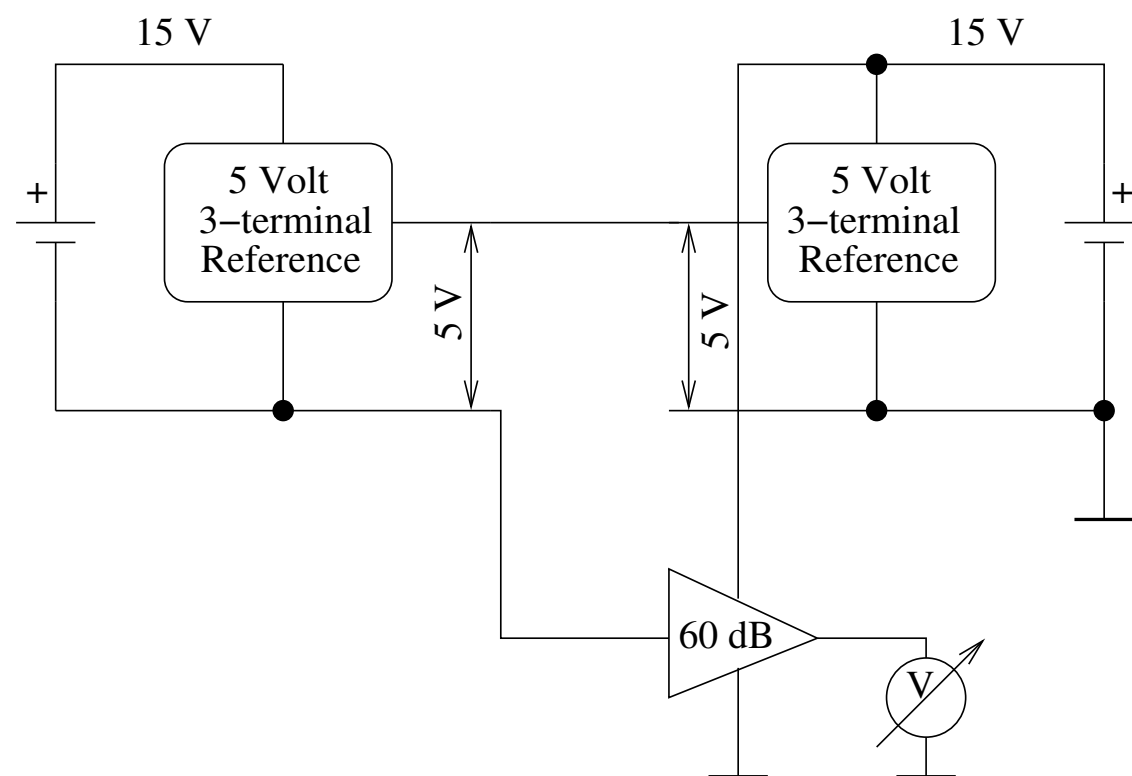 15 V
15 V
+
5 Volt
3−terminal
Reference
5 V
5 V
5 Volt
3−terminal
Reference
+
60 dB
V